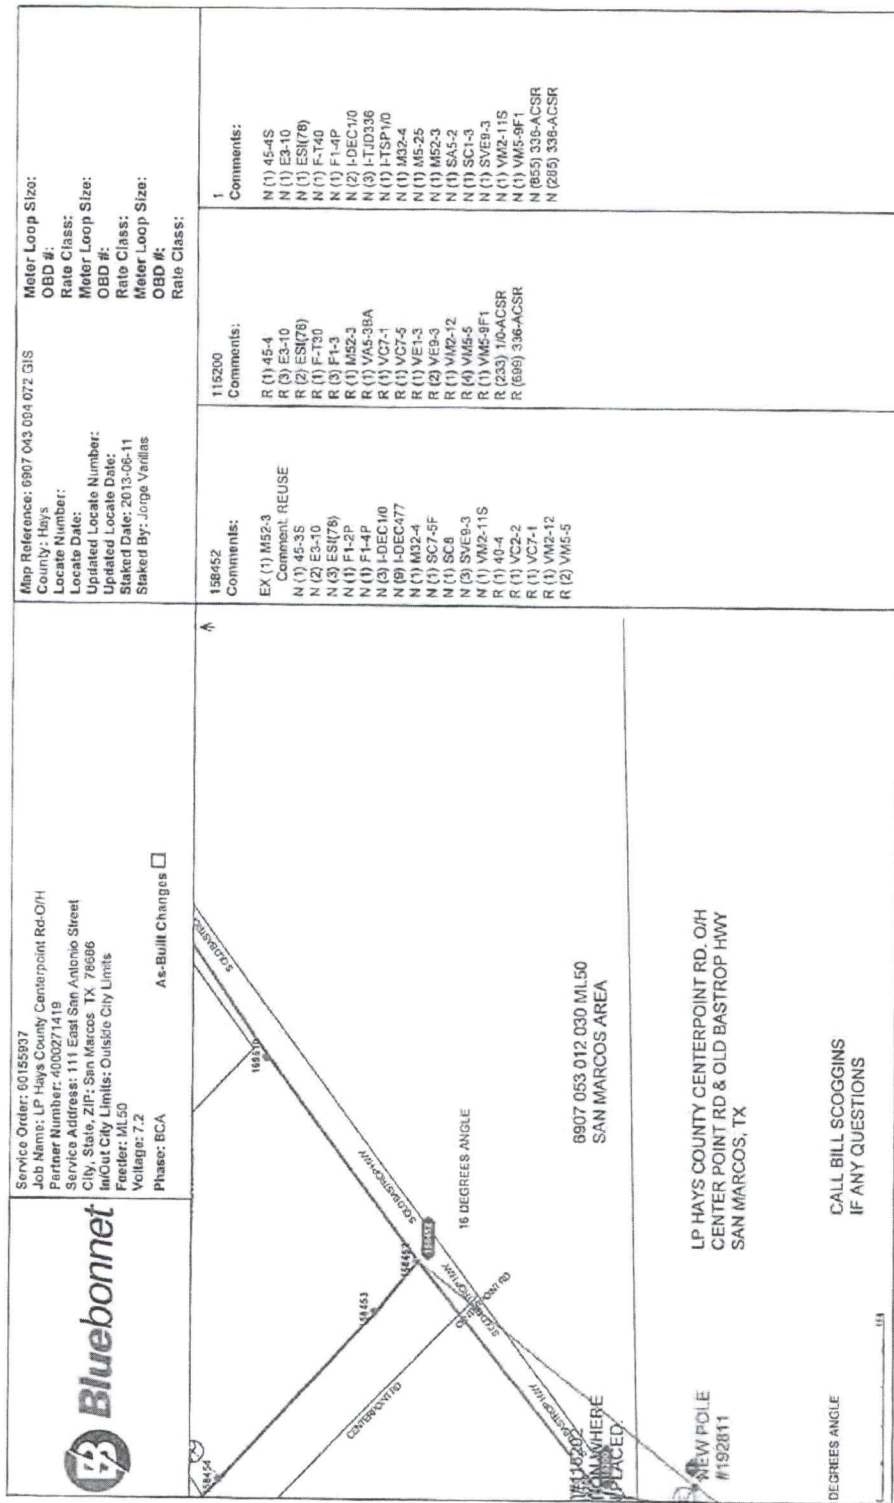 Bluebonnet
Service Order: 60155937
Job Name: LP Hays County Centerpoint Rd-O/H
Partner Number: 4000271419
Service Address: 111 East San Antonio Street
City, State, ZIP: San Marcos TX 78686
In/Out City Limits: Outside City Limits
Feeder: ML50
Voltage: 7.2
Phase: BCA
As-Built Changes
Map Reference: 6907 043 094 072 GIS
County: Hays
Locate Number:
Locate Date:
Updated Locate Number:
Updated Locate Date:
Staked Date: 2013-06-11
Staked By: Jorge Varillas
Meter Loop Size:
OBD #:
Rate Class:
Meter Loop Size:
OBD #:
Rate Class:
Meter Loop Size:
OBD #:
Rate Class:
158454
158453
158452
CENTERPOINT RD
S OLD BASTROP HWY
16 DEGREES ANGLE
6907 053 012 030 ML50
SAN MARCOS AREA
NEW POLE
#192811
LP HAYS COUNTY CENTERPOINT RD. O/H
CENTER POINT RD & OLD BASTROP HWY
SAN MARCOS, TX
DEGREES ANGLE
CALL BILL SCOGGINS
IF ANY QUESTIONS
158452
Comments:
EX (1) M52-3
Comment: REUSE
N (1) 45-3S
N (2) E3-10
N (3) ESI(78)
N (1) F1-2P
N (1) F1-4P
N (3) I-DEC1/0
N (9) I-DEC477
N (1) M32-4
N (1) SC7-5F
N (1) SC8
N (3) SVE9-3
N (1) VM2-11S
R (1) 40-4
R (1) VC2-2
R (1) VC7-1
R (1) VM2-12
R (2) VM5-5
115200
Comments:
R (1) 45-4
R (3) E3-10
R (2) ESI(78)
R (1) F-T30
R (3) F1-3
R (1) M52-3
R (1) VA5-3BA
R (1) VC7-1
R (1) VC7-5
R (1) VE1-3
R (2) VE9-3
R (1) VM2-12
R (4) VM5-5
R (1) VM5-9F1
R (233) 1/0-ACSR
R (699) 336-ACSR
1
Comments:
N (1) 45-4S
N (1) E3-10
N (1) ESI(78)
N (1) F-T40
N (1) F1-4P
N (2) I-DEC1/0
N (3) I-TJD336
N (1) I-TSP1/0
N (1) M32-4
N (1) M5-25
N (1) M52-3
N (1) SA5-2
N (1) SC1-3
N (1) SVE9-3
N (1) VM2-11S
N (1) VM5-9F1
N (855) 336-ACSR
N (285) 336-ACSR